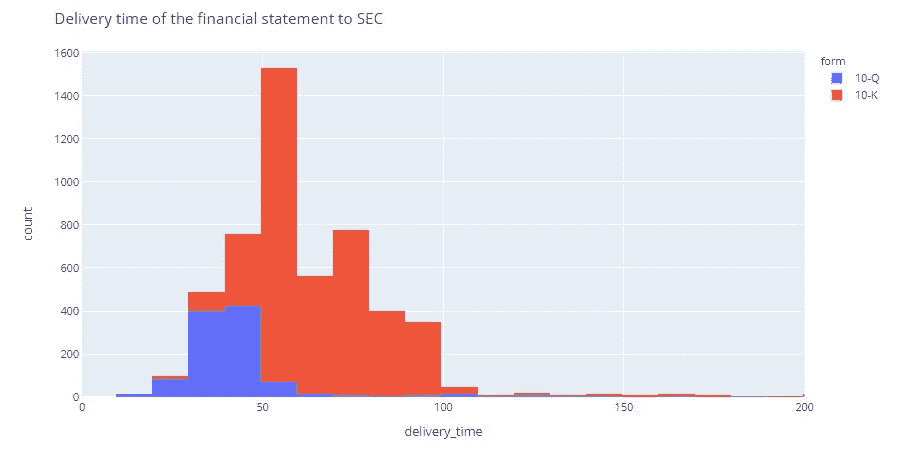 Delivery time of the financial statement to SEC
form
10-Q
10-K
1600
1400
1200
1000
800
600
400
200
0
count
0 50 100 150 200
delivery_time